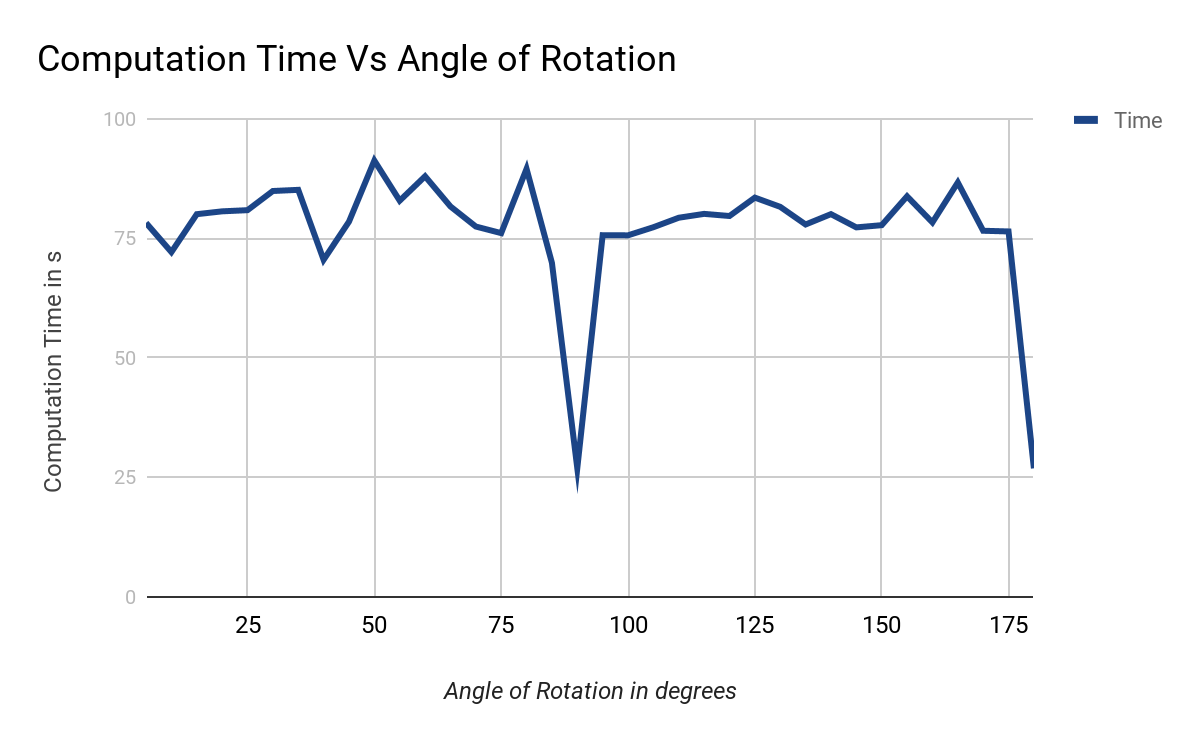 Computation Time Vs Angle of Rotation
Time
Computation Time in s
100
75
50
25
0
25 50 75 100 125 150 175
Angle of Rotation in degrees